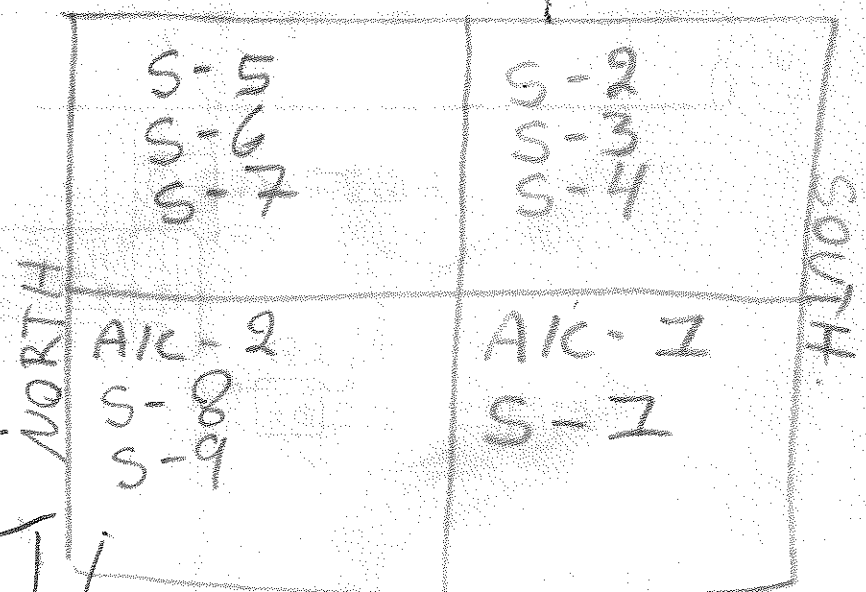 S - 5
S - 6
S - 7
S - 2
S - 3
S - 4
NORTH
SOUTH
A/C - 2
S - 8
S - 9
A/C - 1
S - 1